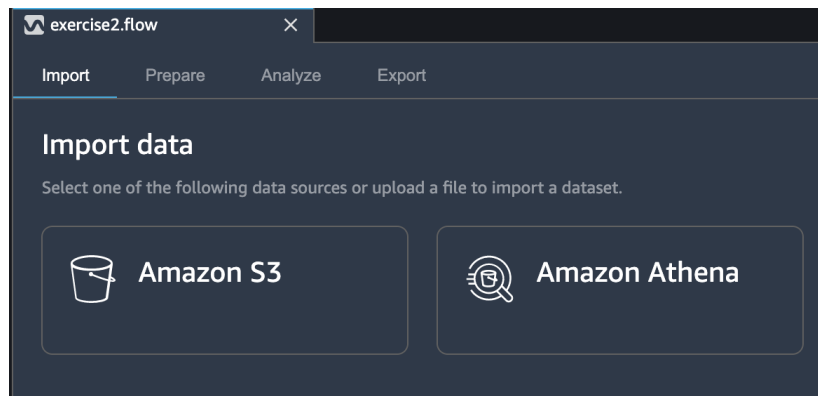 exercise2.flow
Import Prepare Analyze Export
Import data
Select one of the following data sources or upload a file to import a dataset.
Amazon S3 Amazon Athena